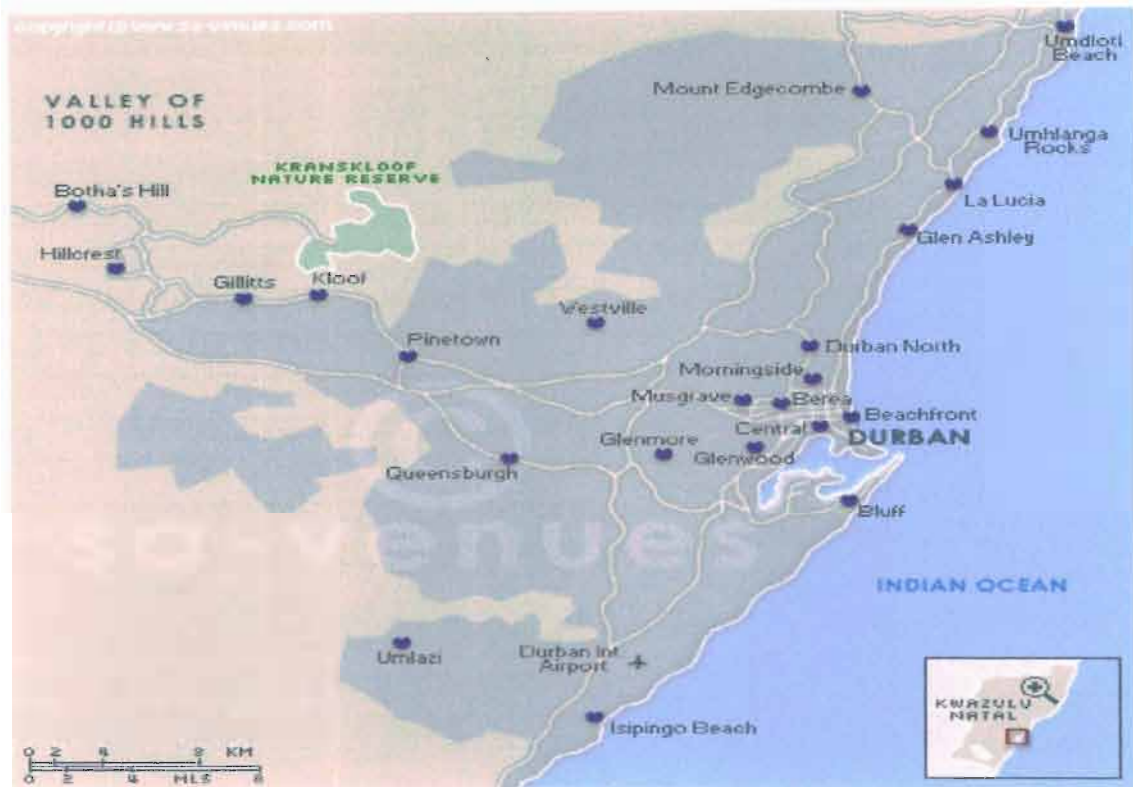 copyright @ www.sa-venues.com
Umdloti
Beach
Mount Edgecombe
VALLEY OF
1000 HILLS
Umhlanga
Rocks
KRANSKLOOF
NATURE RESERVE
Botha's Hill
La Lucia
Glen Ashley
Hillcrest
Gillitts
Kloof
Westville
Pinetown
Durban North
Morningside
Musgrave
Berea
Beachfront
Central
DURBAN
Glenmore
Glenwood
Queensburgh
Bluff
sa-venues
INDIAN OCEAN
Umlazi
Durban Int
Airport
KWAZULU
NATAL
Isipingo Beach
0 2 4 8 KM
0 2 4 8
MLS